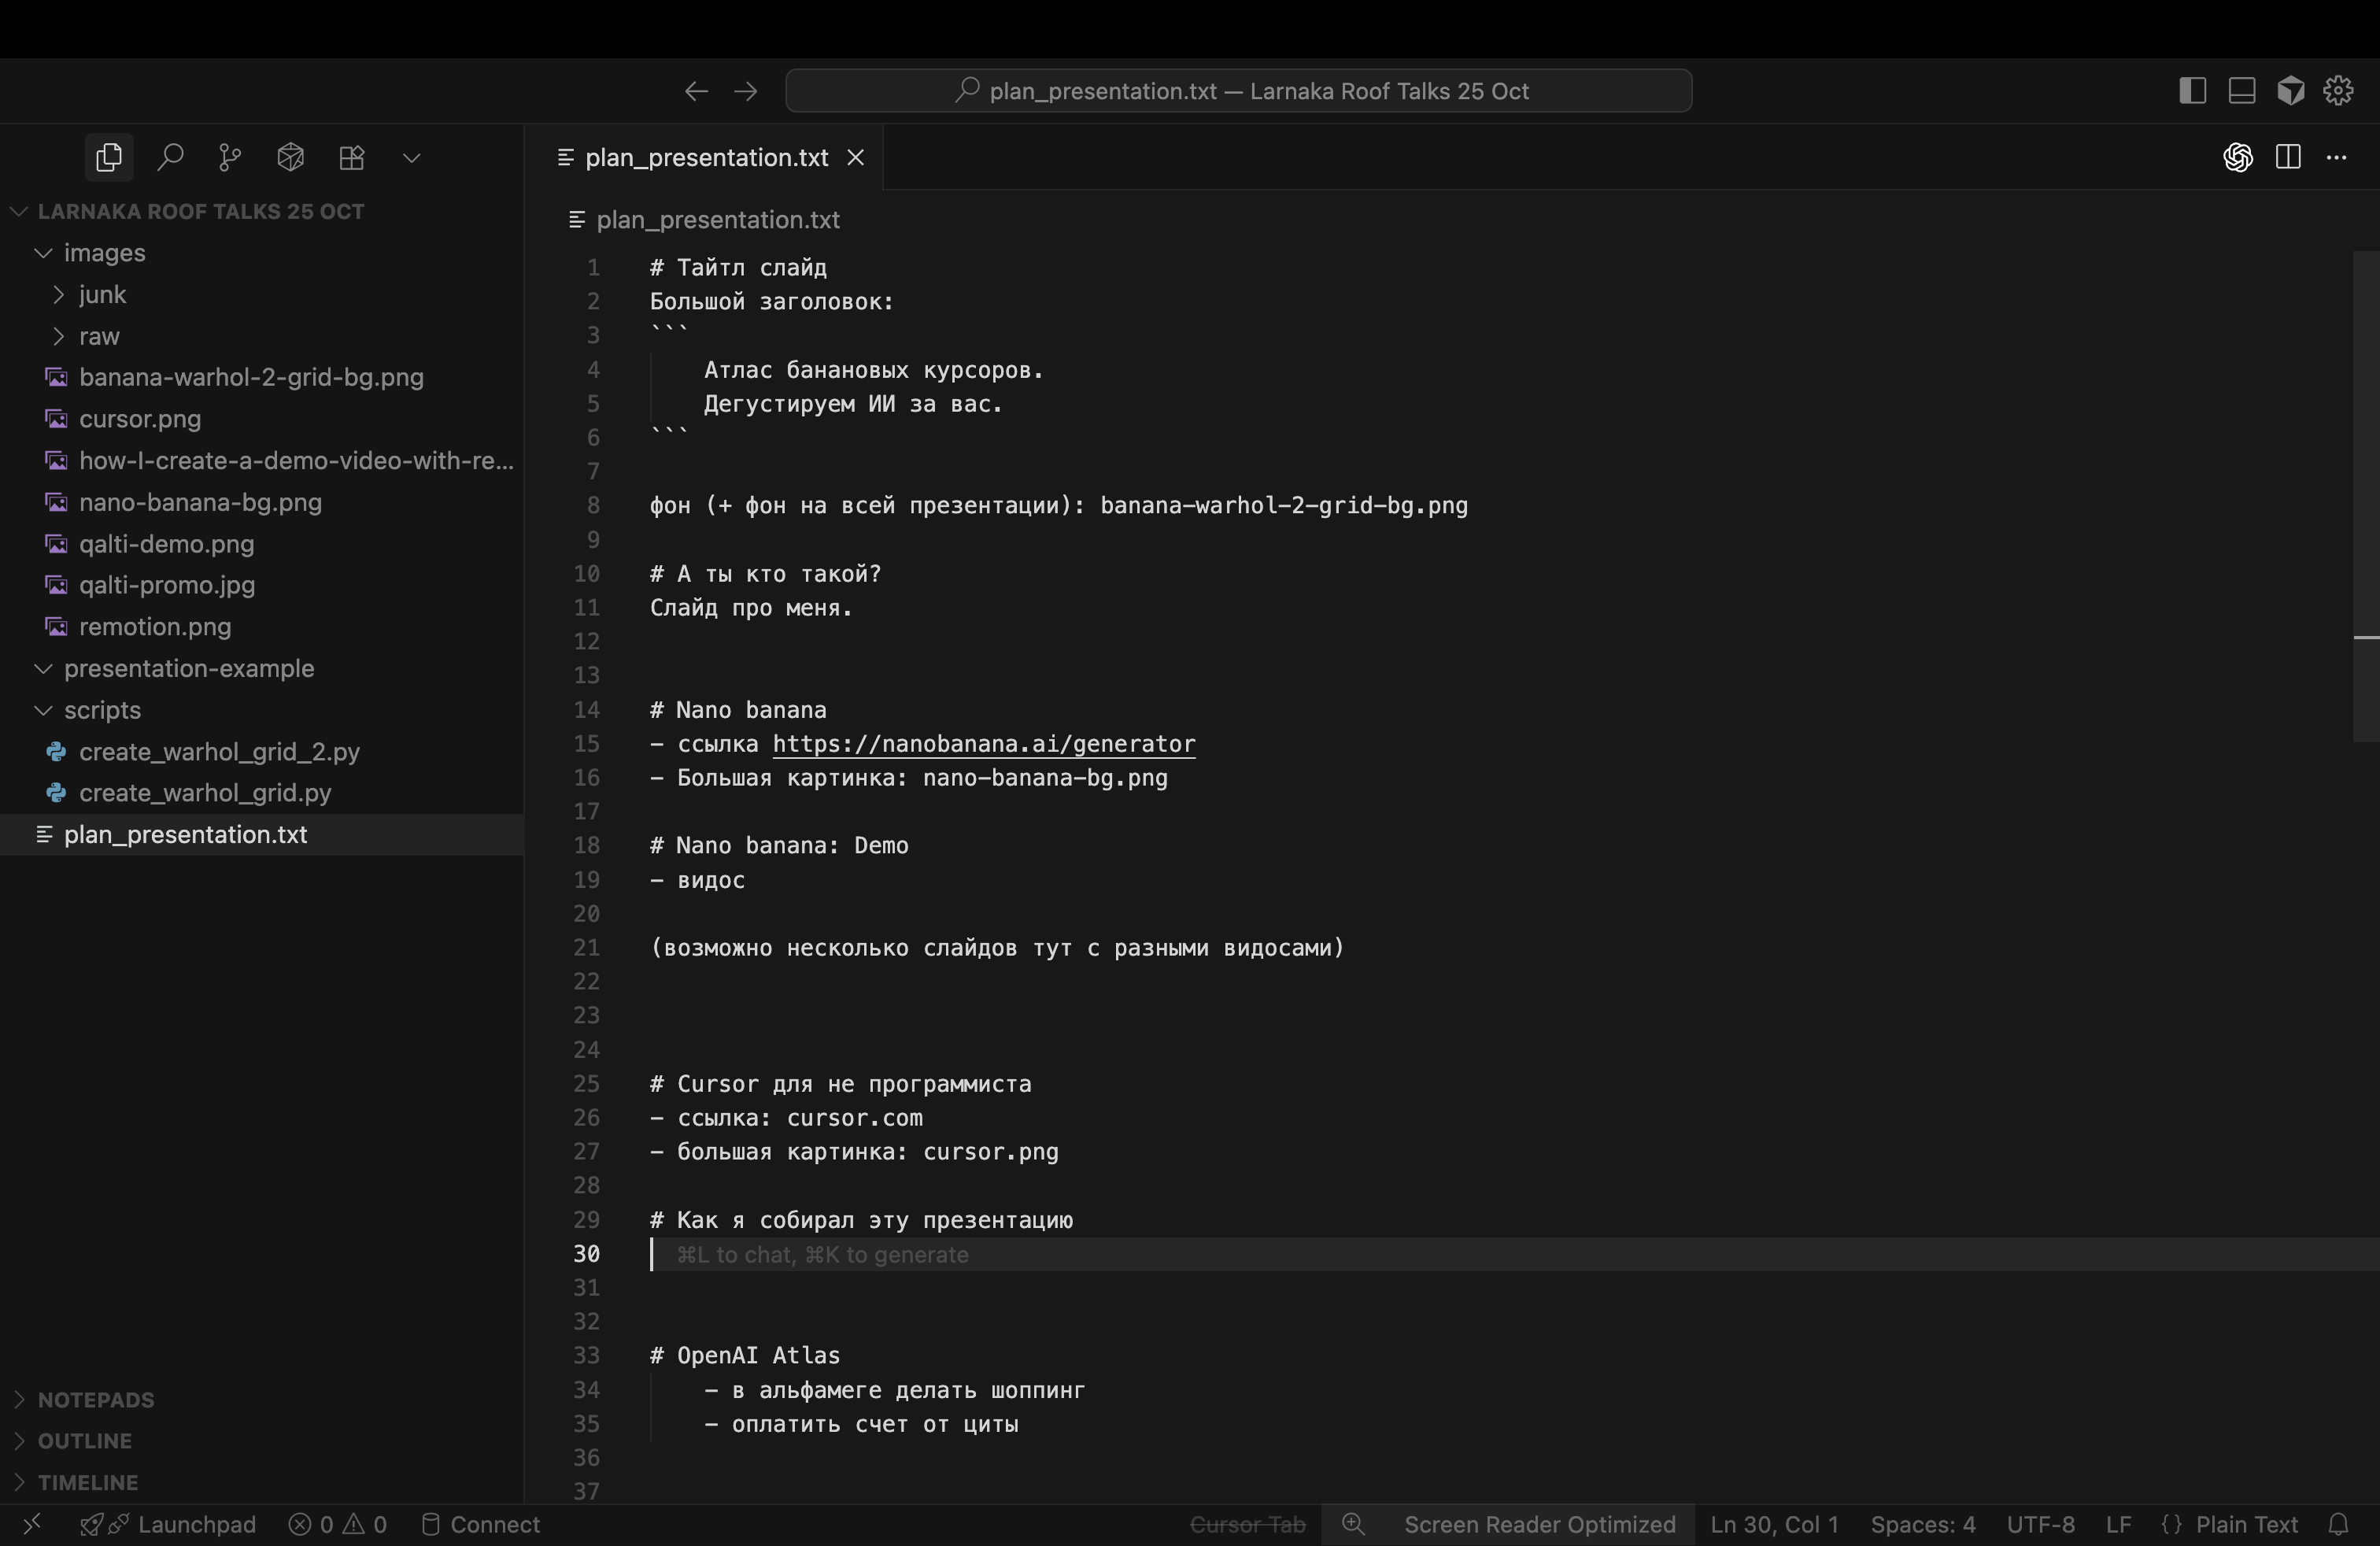 plan_presentation.txt — Larnaka Roof Talks 25 Oct
LARNAKA ROOF TALKS 25 OCT
images
junk
raw
banana-warhol-2-grid-bg.png
cursor.png
how-I-create-a-demo-video-with-re...
nano-banana-bg.png
qalti-demo.png
qalti-promo.jpg
remotion.png
presentation-example
scripts
create_warhol_grid_2.py
create_warhol_grid.py
plan_presentation.txt
NOTEPADS
OUTLINE
TIMELINE
plan_presentation.txt
plan_presentation.txt
1 # Тайтл слайд
2 Большой заголовок:
3 ```
4 Атлас банановых курсоров.
5 Дегустируем ИИ за вас.
6 ```
7
8 фон (+ фон на всей презентации): banana-warhol-2-grid-bg.png
9
10 # А ты кто такой?
11 Слайд про меня.
12
13
14 # Nano banana
15 - ссылка https://nanobanana.ai/generator
16 - Большая картинка: nano-banana-bg.png
17
18 # Nano banana: Demo
19 - видос
20
21 (возможно несколько слайдов тут с разными видосами)
22
23
24
25 # Cursor для не программиста
26 - ссылка: cursor.com
27 - большая картинка: cursor.png
28
29 # Как я собирал эту презентацию
30 ⌘L to chat, ⌘K to generate
31
32
33 # OpenAI Atlas
34 - в альфамеге делать шоппинг
35 - оплатить счет от циты
36
37
Launchpad 0 0 Connect Cursor Tab Screen Reader Optimized Ln 30, Col 1 Spaces: 4 UTF-8 LF {} Plain Text